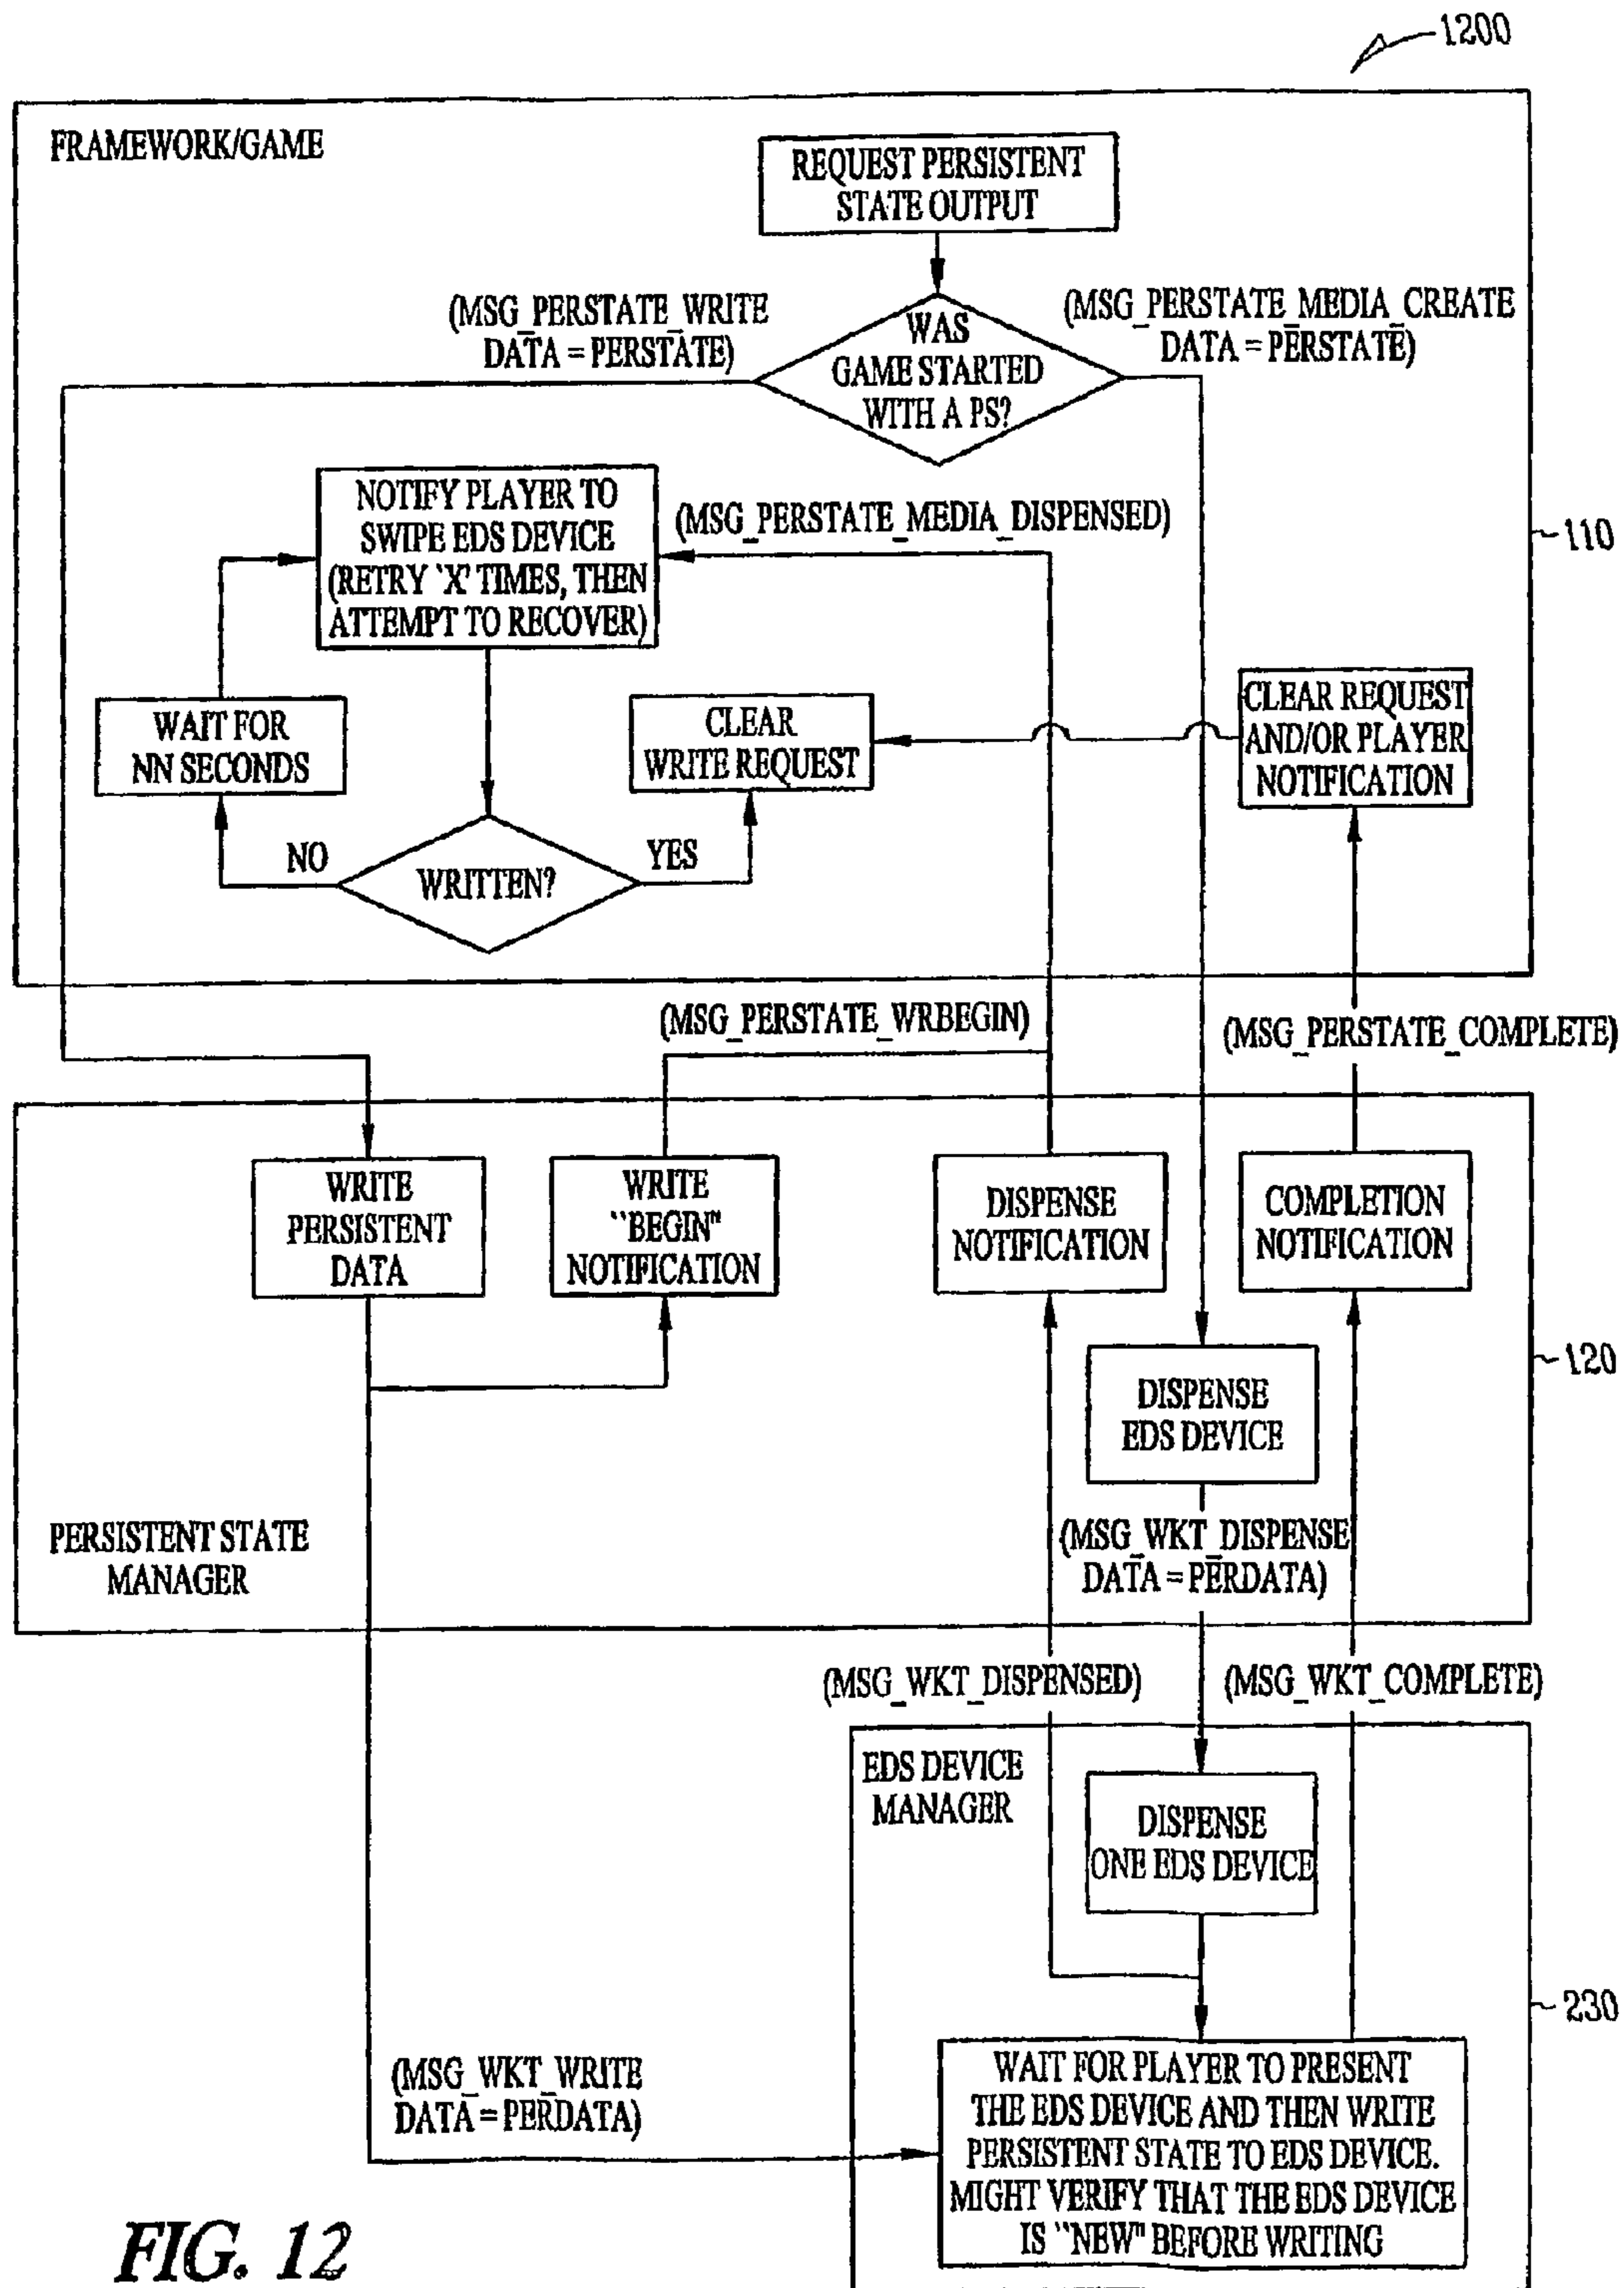 1200
FRAMEWORK/GAME
REQUEST PERSISTENT
STATE OUTPUT
(MSG_PERSTATE_WRITE
DATA = PERSTATE)
(MSG_PERSTATE_MEDIA_CREATE
DATA = PERSTATE)
WAS
GAME STARTED
WITH A PS?
NOTIFY PLAYER TO
SWIPE EDS DEVICE
(RETRY `X' TIMES, THEN
ATTEMPT TO RECOVER)
(MSG_PERSTATE_MEDIA_DISPENSED)
110
WAIT FOR
NN SECONDS
CLEAR
WRITE REQUEST
CLEAR REQUEST
AND/OR PLAYER
NOTIFICATION
NO
WRITTEN?
YES
(MSG_PERSTATE_WRBEGIN)
(MSG_PERSTATE_COMPLETE)
WRITE
PERSISTENT
DATA
WRITE
``BEGIN"
NOTIFICATION
DISPENSE
NOTIFICATION
COMPLETION
NOTIFICATION
120
DISPENSE
EDS DEVICE
PERSISTENT STATE
MANAGER
(MSG_WKT_DISPENSE
DATA = PERDATA)
(MSG_WKT_DISPENSED)
(MSG_WKT_COMPLETE)
EDS DEVICE
MANAGER
DISPENSE
ONE EDS DEVICE
230
(MSG_WKT_WRITE
DATA = PERDATA)
WAIT FOR PLAYER TO PRESENT
THE EDS DEVICE AND THEN WRITE
PERSISTENT STATE TO EDS DEVICE.
MIGHT VERIFY THAT THE EDS DEVICE
IS ``NEW" BEFORE WRITING
FIG. 12